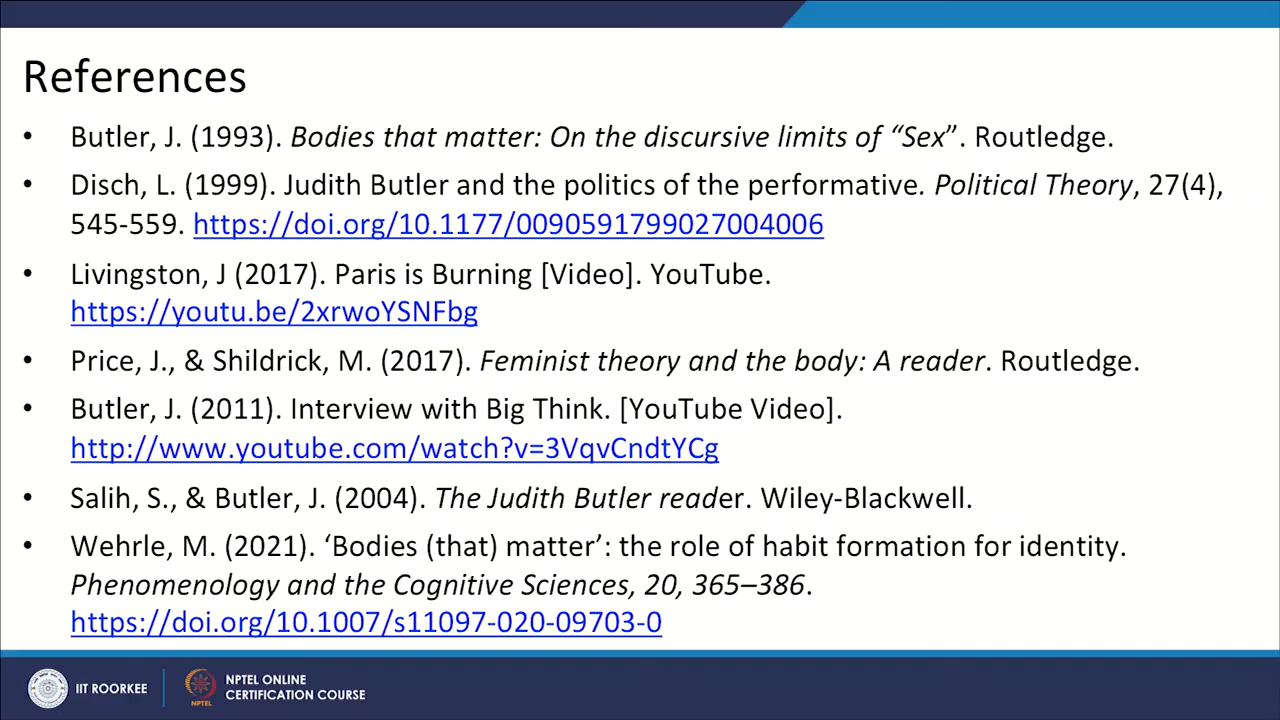 References
• Butler, J. (1993). Bodies that matter: On the discursive limits of “Sex”. Routledge.
• Disch, L. (1999). Judith Butler and the politics of the performative. Political Theory, 27(4),
545-559. https://doi.org/10.1177/0090591799027004006
• Livingston, J (2017). Paris is Burning [Video]. YouTube.
https://youtu.be/2xrwoYSNFbg
• Price, J., & Shildrick, M. (2017). Feminist theory and the body: A reader. Routledge.
• Butler, J. (2011). Interview with Big Think. [YouTube Video].
http://www.youtube.com/watch?v=3VqvCndtYCg
• Salih, S., & Butler, J. (2004). The Judith Butler reader. Wiley-Blackwell.
• Wehrle, M. (2021). ‘Bodies (that) matter’: the role of habit formation for identity.
Phenomenology and the Cognitive Sciences, 20, 365–386.
https://doi.org/10.1007/s11097-020-09703-0
IIT ROORKEE
NPTEL
NPTEL ONLINE
CERTIFICATION COURSE